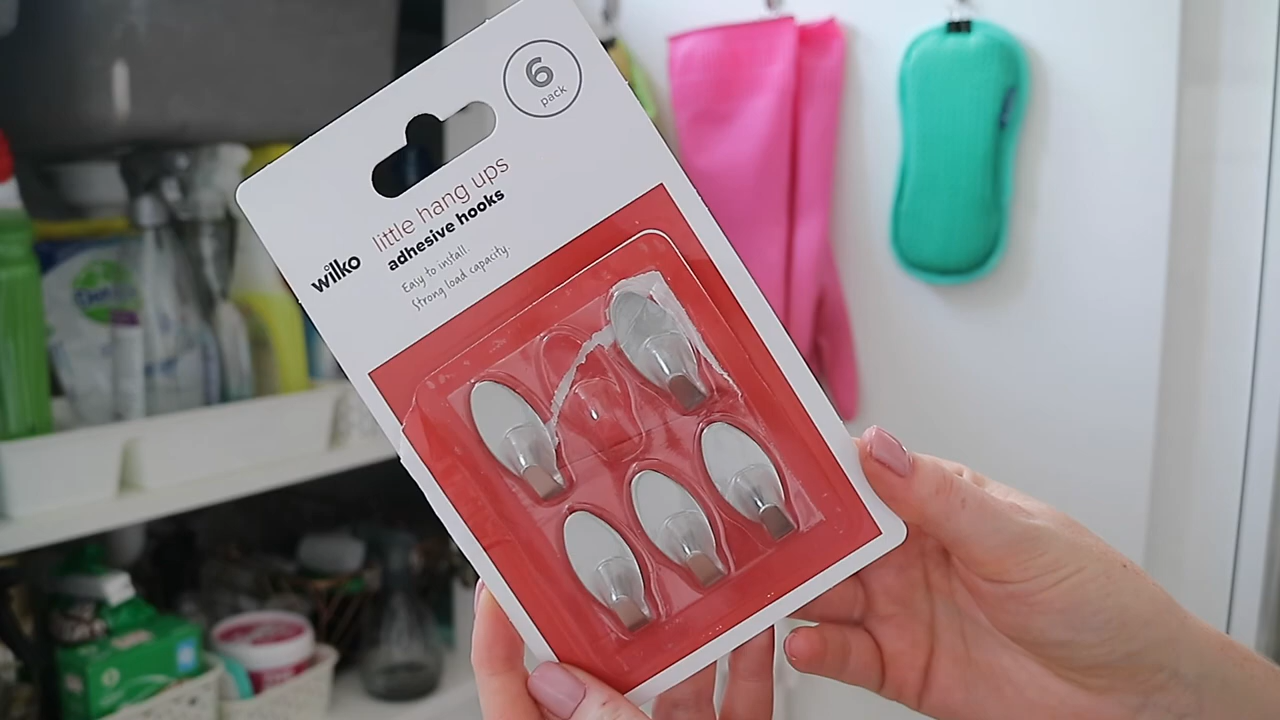 6
pack
wilko
little hang ups
adhesive hooks
Easy to install.
Strong load capacity.